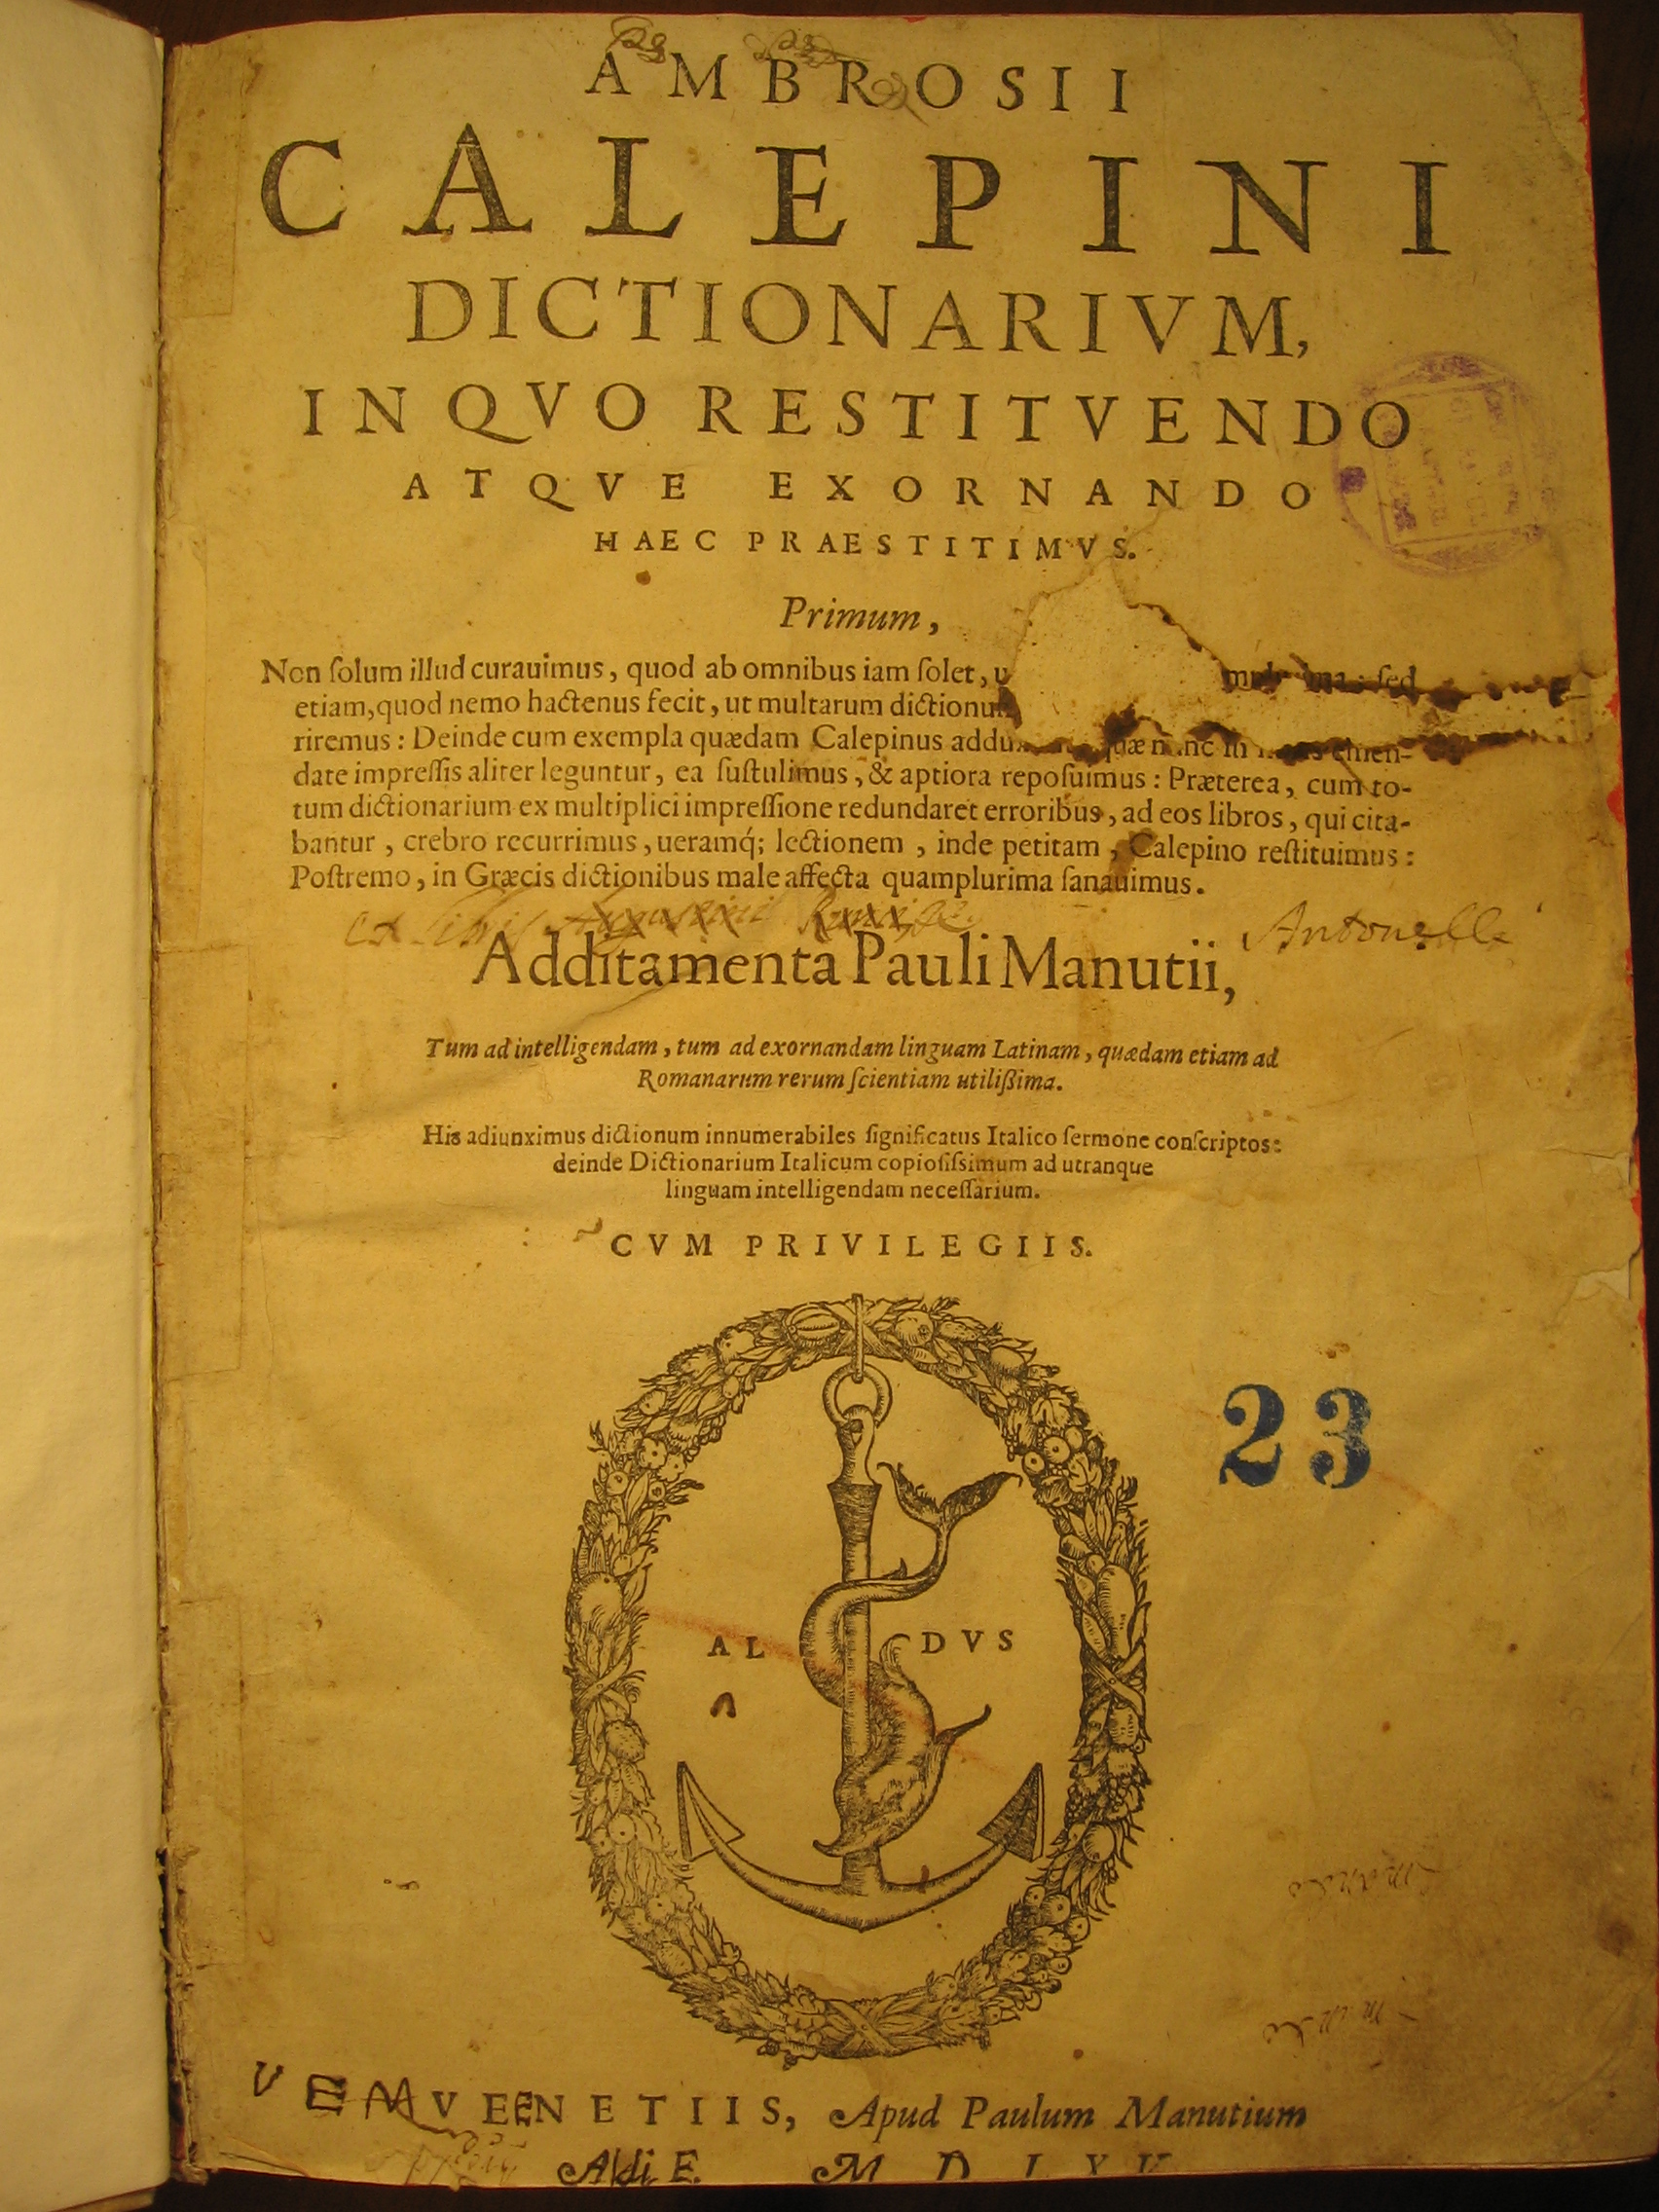 AMBROSII
CALEPINI
DICTIONARIVM,
IN QVO RESTITVENDO
ATQVE EXORNANDO
HAEC PRAESTITIMVS.
Primum,
Non ſolum illud curauimus, quod ab omnibus iam ſolet, ſed
etiam, quod nemo hactenus fecit, ut multarum
riremus: Deinde cum exempla quædam Calepinus emen-
date impreſſis aliter leguntur, ea ſuſtulimus, & aptiora repoſuimus: Præterea, cum to-
tum dictionarium ex multiplici impreſſione redundaret erroribus, ad eos libros, qui cita-
bantur, crebro recurrimus, ueramq́; lectionem, inde petitam, Calepino reſtituimus:
Poſtremo, in Græcis dictionibus male affecta quamplurima ſanauimus.
Antonelli
Additamenta Pauli Manutii,
Tum ad intelligendam, tum ad exornandam linguam Latinam, quædam etiam ad
Romanarum rerum ſcientiam utilißima.
His adiunximus dictionum innumerabiles ſignificatus Italico ſermone conſcriptos:
deinde Dictionarium Italicum copioſiſsimum ad utranque
linguam intelligendam neceſſarium.
CVM PRIVILEGIIS.
23
ALDVS
VENETIIS, Apud Paulum Manutium
Aldi F. M D L X V